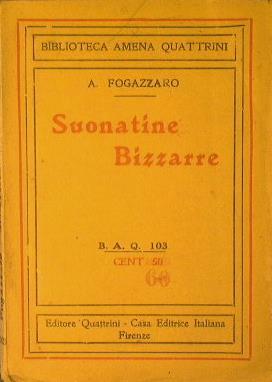 BIBLIOTECA AMENA QUATTRINI
A. FOGAZZARO
Suonatine
Bizzarre
B. A. Q. 103
CENT 50
60
Editore Quattrini - Casa Editrice Italiana
Firenze